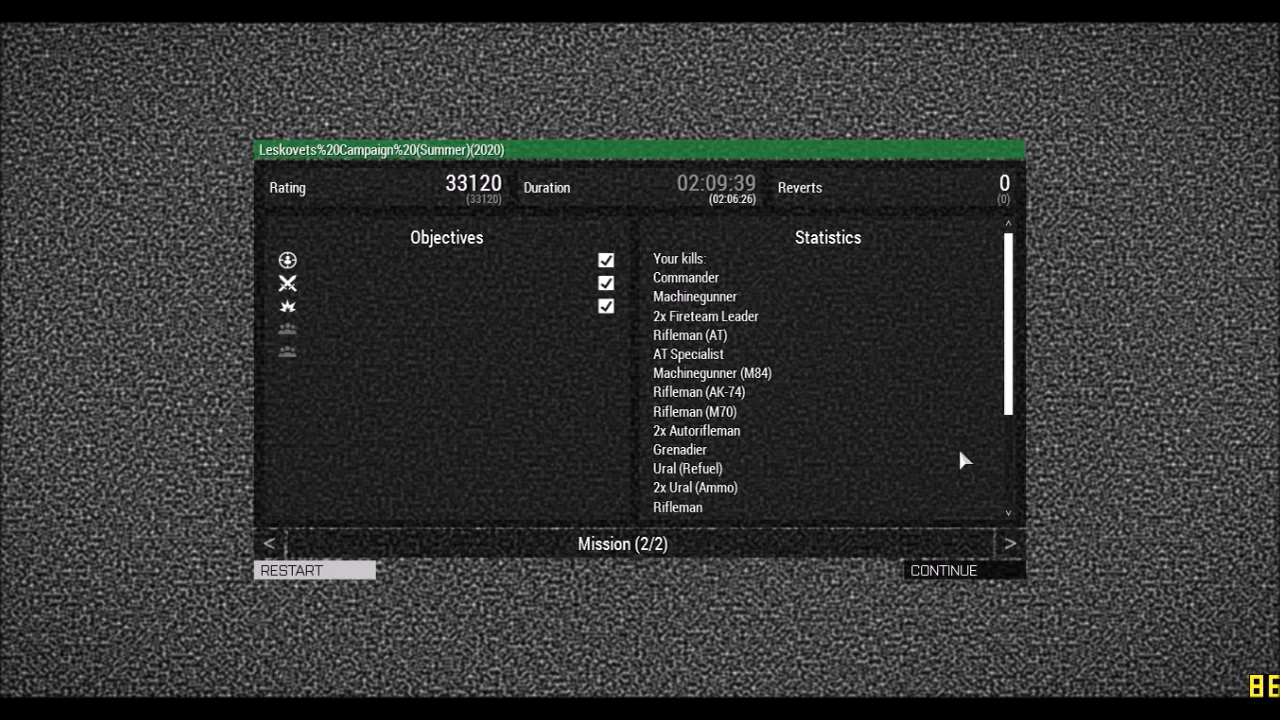 Leskovets%20Campaign%20(Summer)(2020)
Rating 33120 Duration 02:09:39 Reverts 0
(33120) (02:06:26) (0)
Objectives
Statistics
Your kills:
Commander
Machinegunner
2x Fireteam Leader
Rifleman (AT)
AT Specialist
Machinegunner (M84)
Rifleman (AK-74)
Rifleman (M70)
2x Autorifleman
Grenadier
Ural (Refuel)
2x Ural (Ammo)
Rifleman
< Mission (2/2) >
RESTART CONTINUE